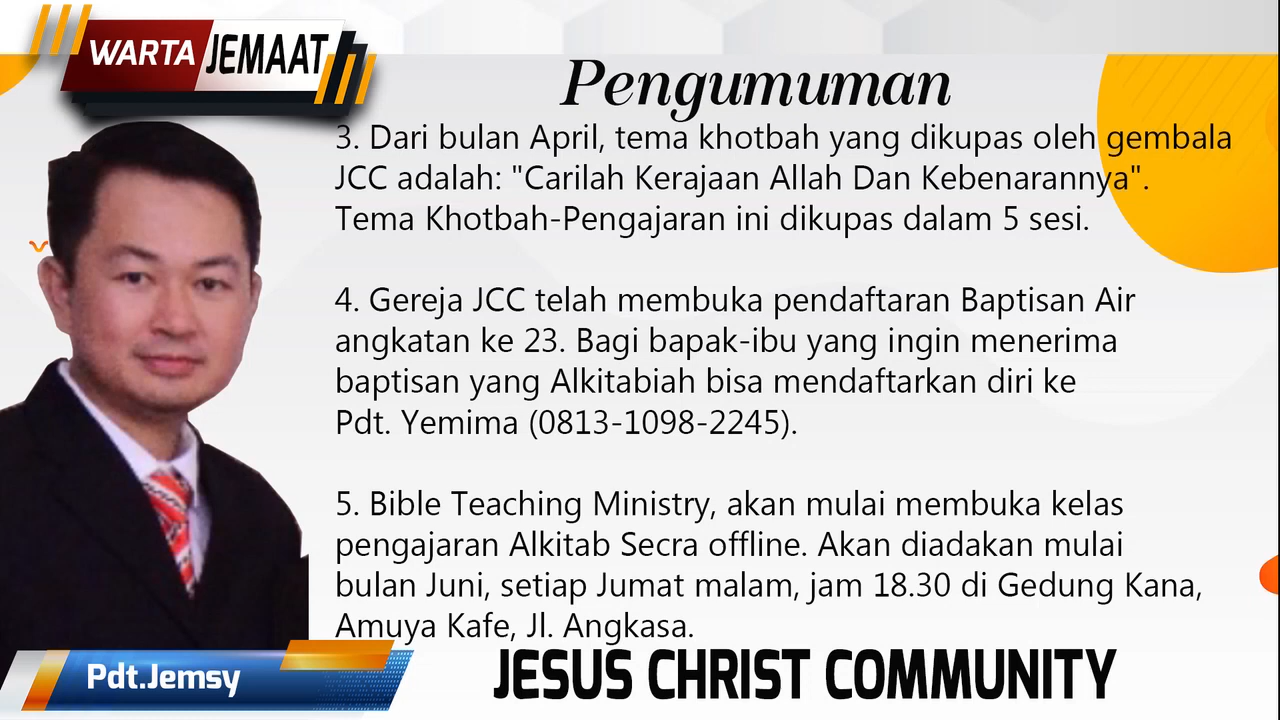 WARTA JEMAAT
Pengumuman
3. Dari bulan April, tema khotbah yang dikupas oleh gembala
JCC adalah: "Carilah Kerajaan Allah Dan Kebenarannya".
Tema Khotbah-Pengajaran ini dikupas dalam 5 sesi.
4. Gereja JCC telah membuka pendaftaran Baptisan Air
angkatan ke 23. Bagi bapak-ibu yang ingin menerima
baptisan yang Alkitabiah bisa mendaftarkan diri ke
Pdt. Yemima (0813-1098-2245).
5. Bible Teaching Ministry, akan mulai membuka kelas
pengajaran Alkitab Secra offline. Akan diadakan mulai
bulan Juni, setiap Jumat malam, jam 18.30 di Gedung Kana,
Amuya Kafe, Jl. Angkasa.
Pdt.Jemsy
JESUS CHRIST COMMUNITY